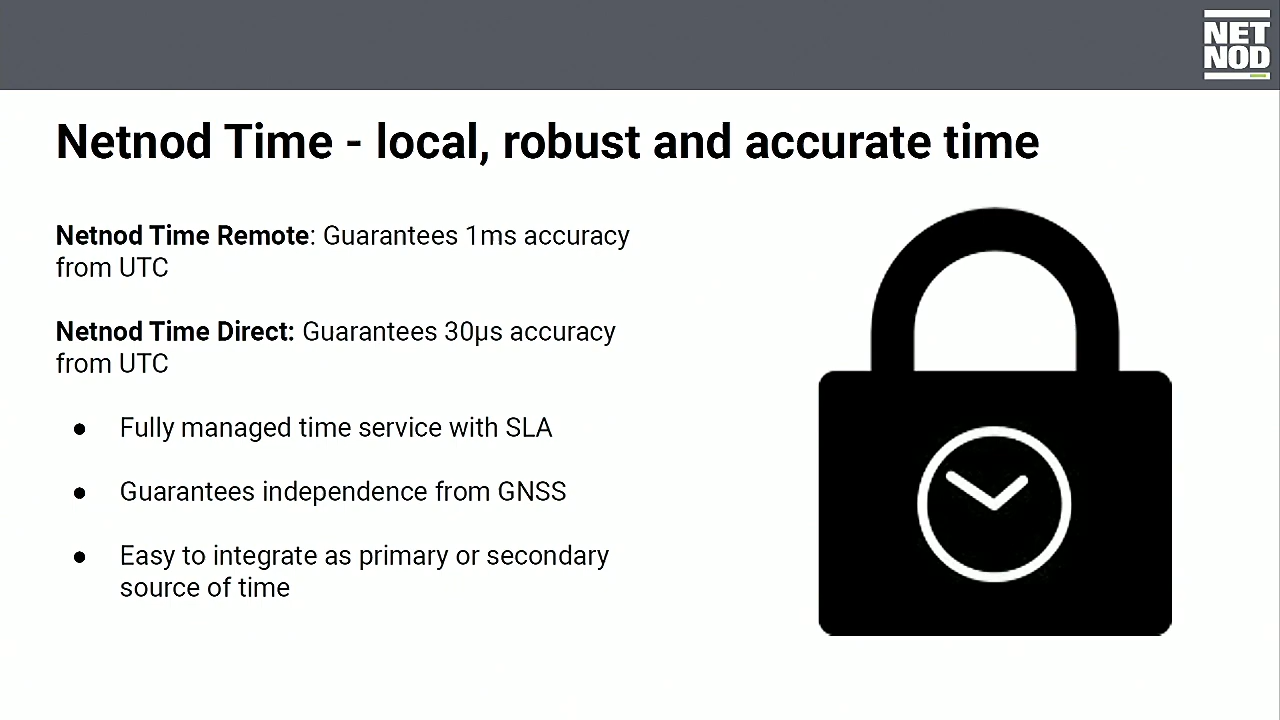 NET
NOD
Netnod Time - local, robust and accurate time
Netnod Time Remote: Guarantees 1ms accuracy
from UTC
Netnod Time Direct: Guarantees 30µs accuracy
from UTC
● Fully managed time service with SLA
● Guarantees independence from GNSS
● Easy to integrate as primary or secondary
source of time